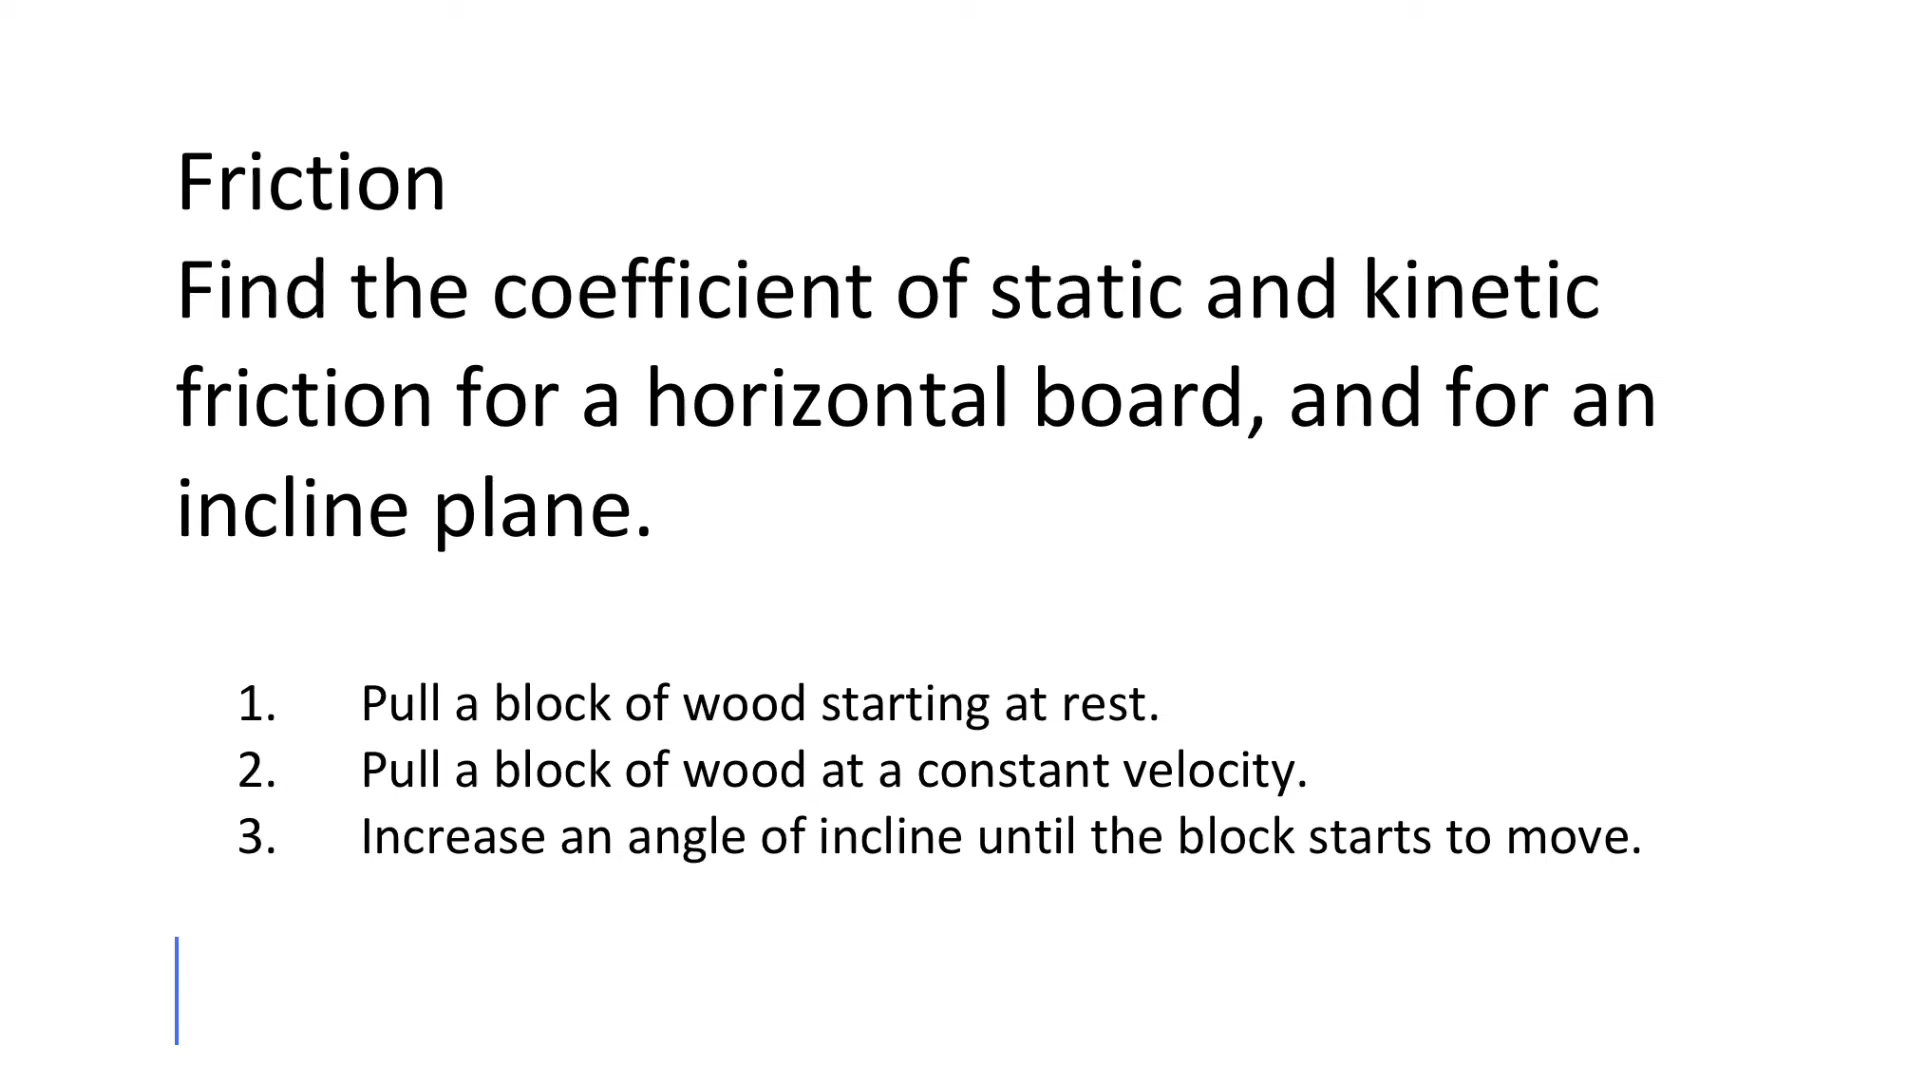 Friction
Find the coefficient of static and kinetic
friction for a horizontal board, and for an
incline plane.
1. Pull a block of wood starting at rest.
2. Pull a block of wood at a constant velocity.
3. Increase an angle of incline until the block starts to move.